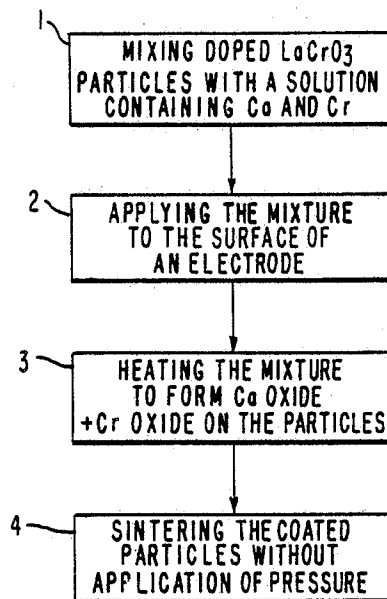 1
MIXING DOPED LaCrO3
PARTICLES WITH A SOLUTION
CONTAINING Ca AND Cr
2
APPLYING THE MIXTURE
TO THE SURFACE OF
AN ELECTRODE
3
HEATING THE MIXTURE
TO FORM Ca OXIDE
+Cr OXIDE ON THE PARTICLES
4
SINTERING THE COATED
PARTICLES WITHOUT
APPLICATION OF PRESSURE